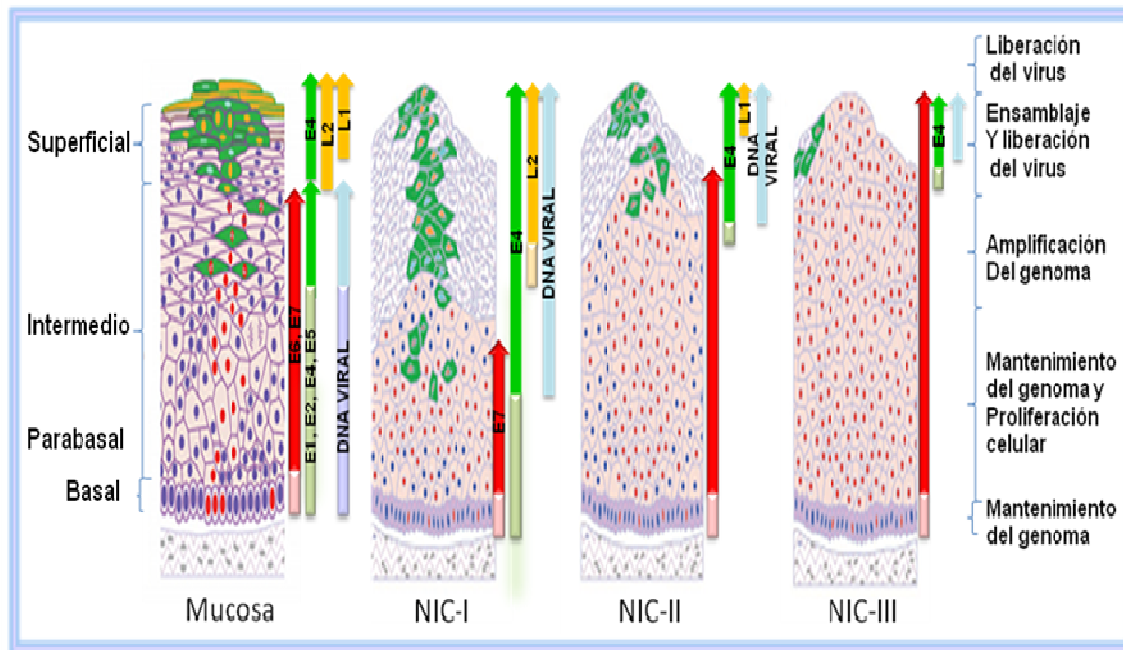 Superficial
Intermedio
Parabasal
Basal
E6, E7
E1, E2, E4, E5
E4
DNA VIRAL
L2
L1
Mucosa
E7
E4
L2
DNA VIRAL
NIC-I
E4
L1
DNA
VIRAL
NIC-II
E4
NIC-III
Liberación
del virus
Ensamblaje
Y liberación
del virus
Amplificación
Del genoma
Mantenimiento
del genoma y
Proliferación
celular
Mantenimiento
del genoma